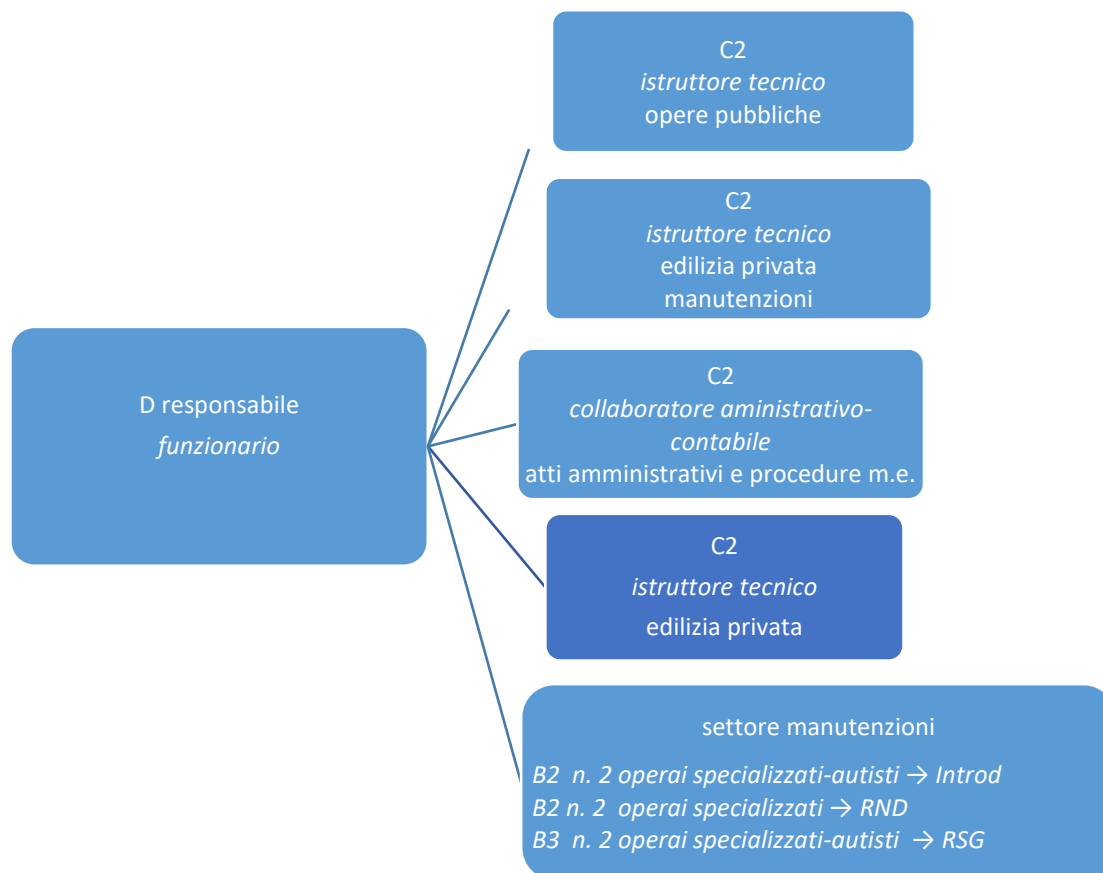 C2
istruttore tecnico
opere pubbliche
C2
istruttore tecnico
edilizia privata
manutenzioni
D responsabile
funzionario
C2
collaboratore aministrativo-
contabile
atti amministrativi e procedure m.e.
C2
istruttore tecnico
edilizia privata
settore manutenzioni
B2 n. 2 operai specializzati-autisti → Introd
B2 n. 2 operai specializzati → RND
B3 n. 2 operai specializzati-autisti → RSG